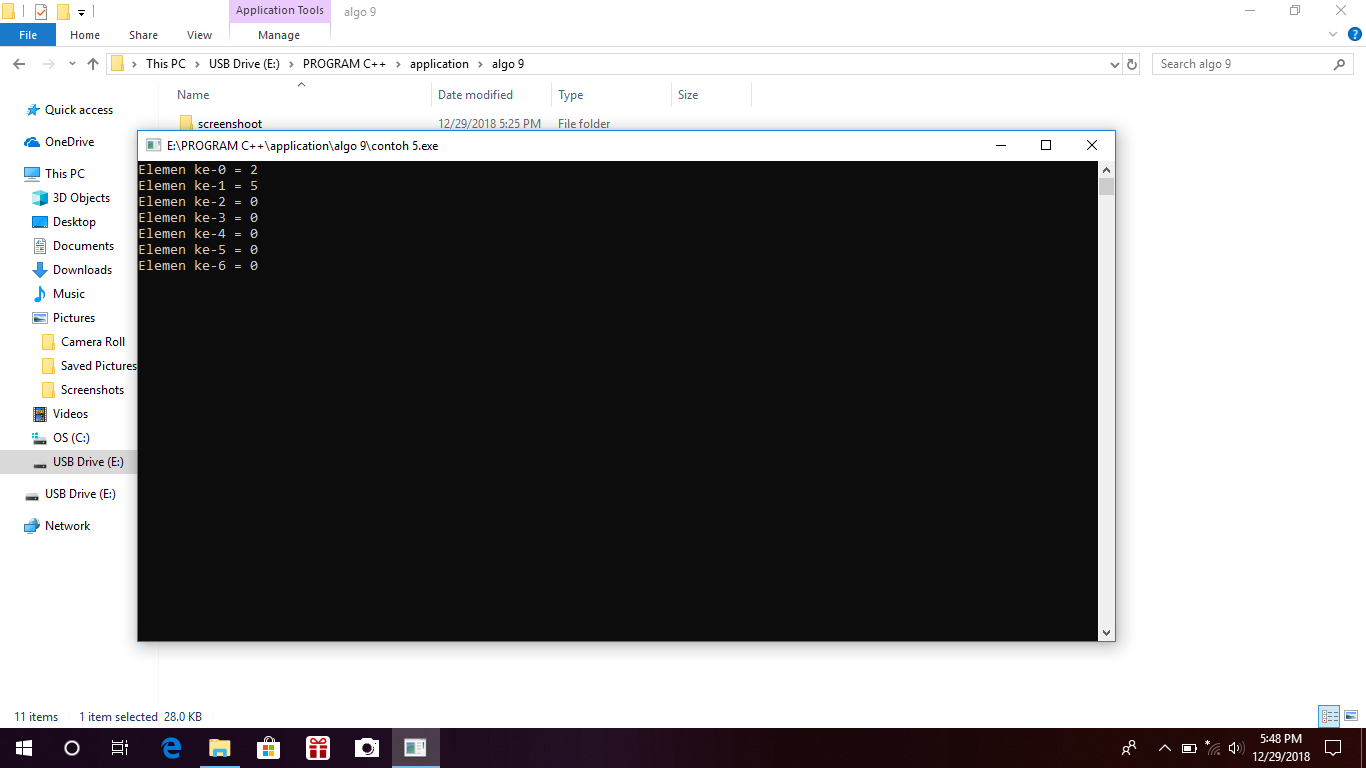 Application Tools
algo 9
File
Home
Share
View
Manage
This PC
USB Drive (E:)
PROGRAM C++
application
algo 9
Search algo 9
Name
Date modified
Type
Size
screenshoot
12/29/2018 5:25 PM
File folder
Quick access
OneDrive
This PC
3D Objects
Desktop
Documents
Downloads
Music
Pictures
Camera Roll
Saved Pictures
Screenshots
Videos
OS (C:)
USB Drive (E:)
USB Drive (E:)
Network
E:\PROGRAM C++\application\algo 9\contoh 5.exe
Elemen ke-0 = 2
Elemen ke-1 = 5
Elemen ke-2 = 0
Elemen ke-3 = 0
Elemen ke-4 = 0
Elemen ke-5 = 0
Elemen ke-6 = 0
11 items
1 item selected 28.0 KB
5:48 PM
12/29/2018